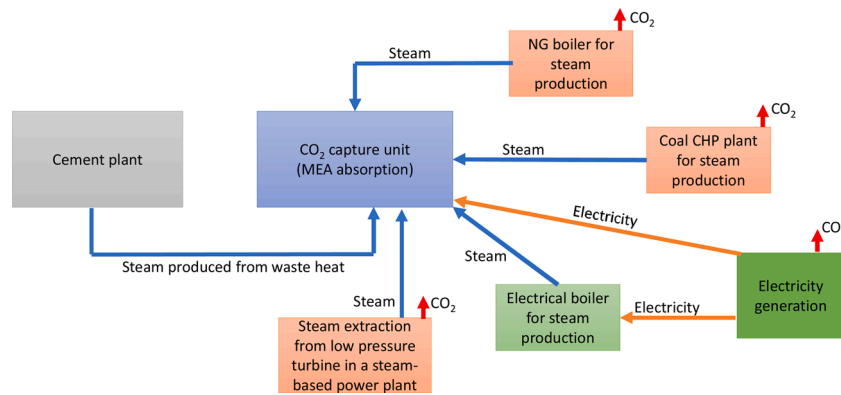 CO₂
NG boiler for
steam
production
Steam
CO₂
Coal CHP plant
for steam
production
Steam
Cement plant
CO₂ capture unit
(MEA absorption)
Electricity
CO
Steam produced from waste heat
Steam
Electricity
generation
Electrical boiler
for steam
production
Electricity
Steam
CO₂
Steam extraction
from low pressure
turbine in a steam-
based power plant